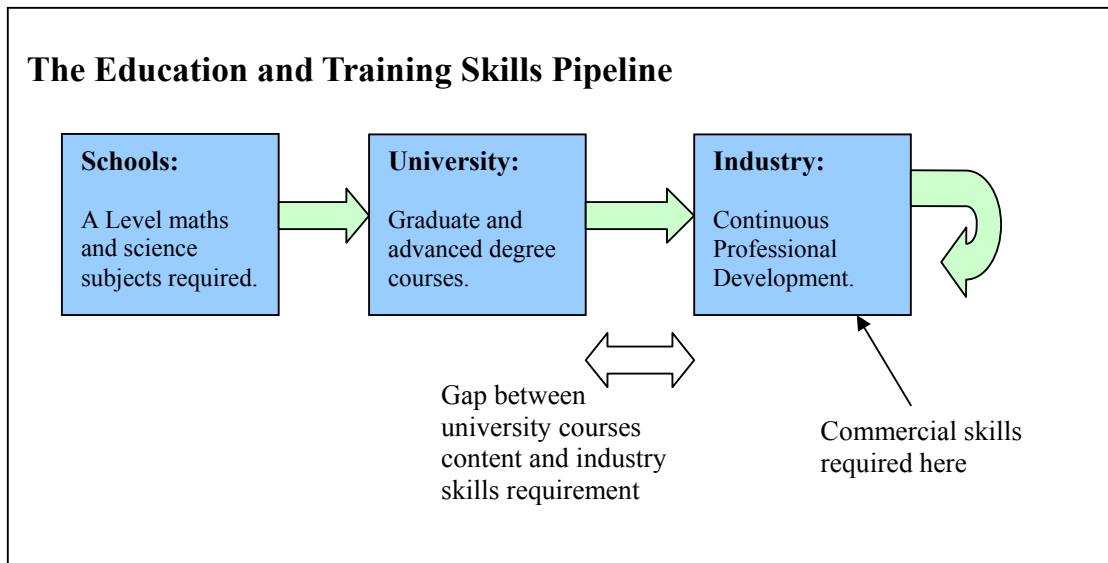 The Education and Training Skills Pipeline
Schools:
A Level maths
and science
subjects required.
University:
Graduate and
advanced degree
courses.
Industry:
Continuous
Professional
Development.
Gap between
university courses
content and industry
skills requirement
Commercial skills
required here